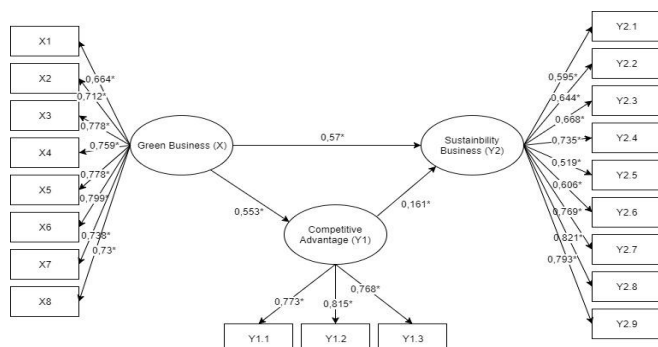 X1
X2
X3
X4
X5
X6
X7
X8
0,664*
0,712*
0,778*
0,759*
0,778*
0,799*
0,738*
0,73*
Green Business (X)
0,57*
0,553*
Competitive
Advantage (Y1)
0,161*
Sustainbility
Business (Y2)
0,773*
0,815*
0,768*
Y1.1
Y1.2
Y1.3
0,595*
0,644*
0,668*
0,735*
0,519*
0,606*
0,769*
0,821*
0,793*
Y2.1
Y2.2
Y2.3
Y2.4
Y2.5
Y2.6
Y2.7
Y2.8
Y2.9